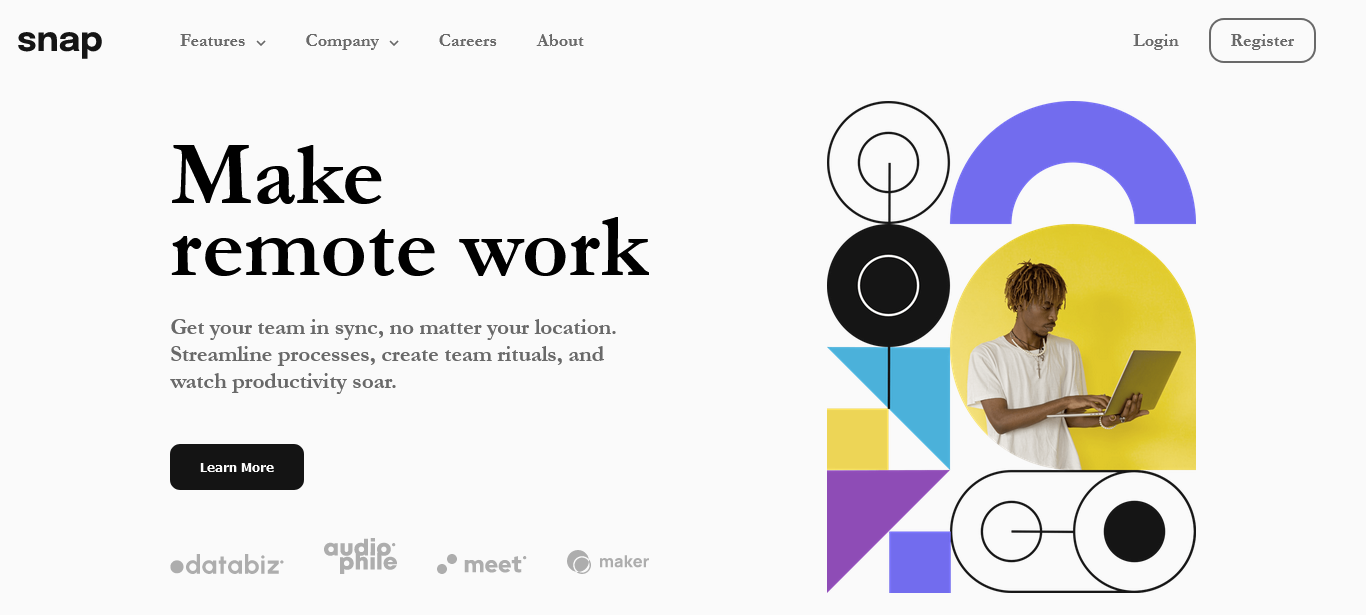 snap
Features
Company
Careers
About
Login
Register
Make
remote work
Get your team in sync, no matter your location.
Streamline processes, create team rituals, and
watch productivity soar.
Learn More
databiz
audiophile
meet
maker